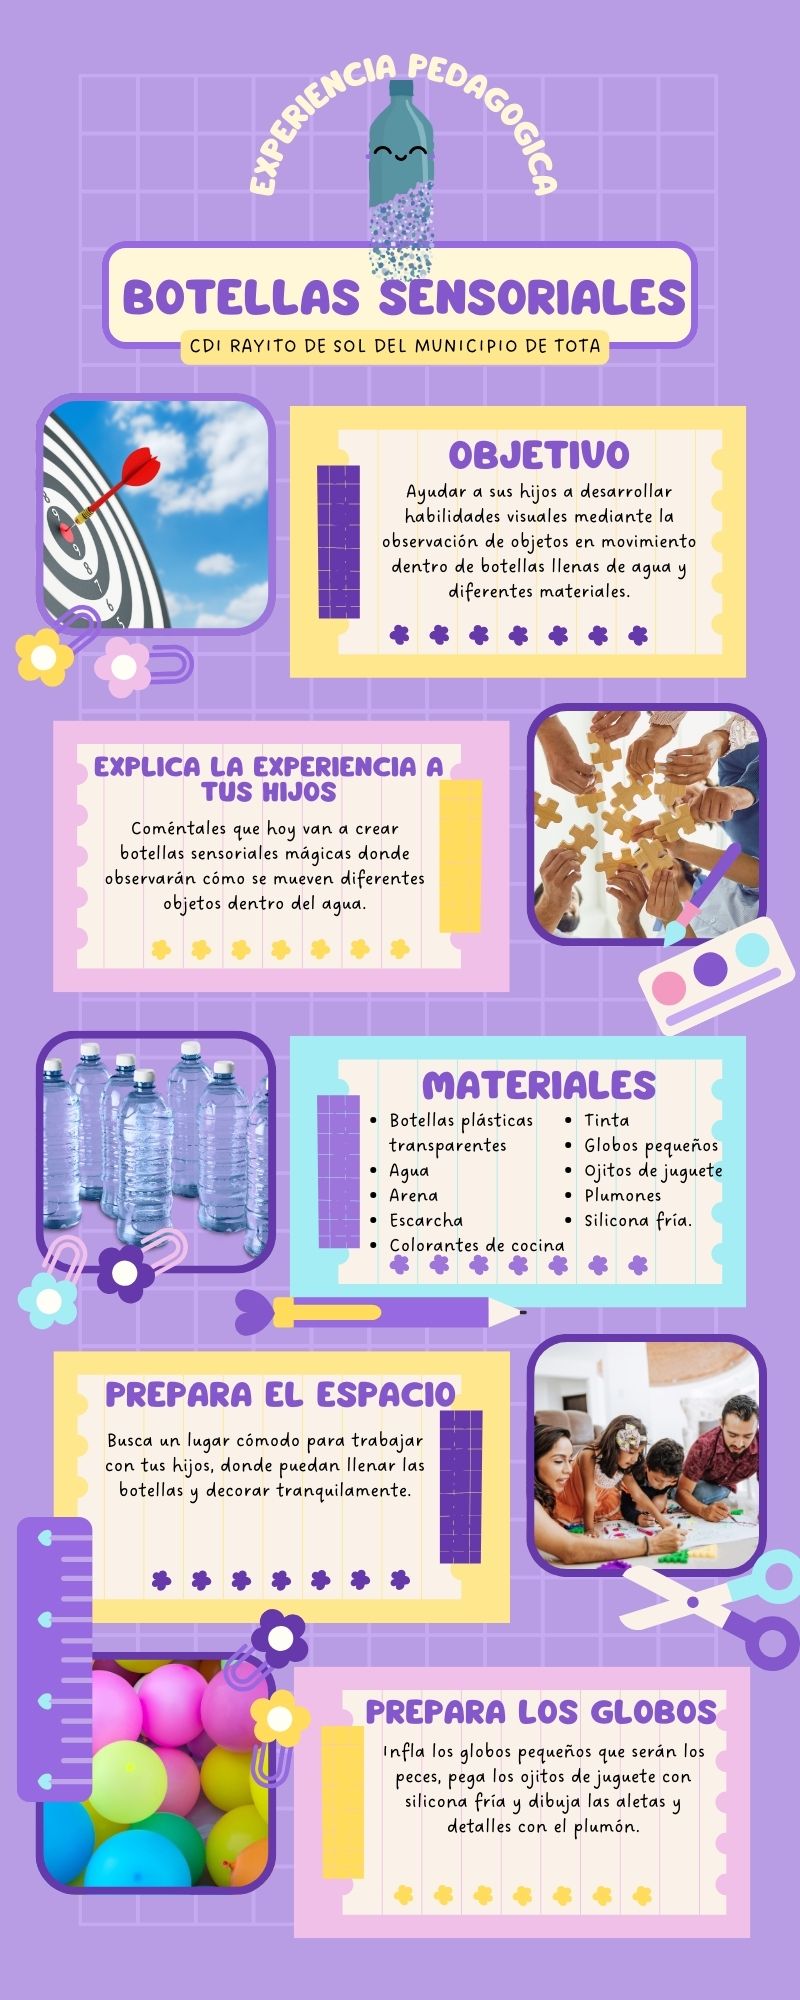 EXPERIENCIA PEDAGOGICA
BOTELLAS SENSORIALES
CDI RAYITO DE SOL DEL MUNICIPIO DE TOTA
OBJETIVO
Ayudar a sus hijos a desarrollar
habilidades visuales mediante la
observación de objetos en movimiento
dentro de botellas llenas de agua y
diferentes materiales.
EXPLICA LA EXPERIENCIA A
TUS HIJOS
Coméntales que hoy van a crear
botellas sensoriales mágicas donde
observarán cómo se mueven diferentes
objetos dentro del agua.
MATERIALES
• Botellas plásticas
transparentes
• Agua
• Arena
• Escarcha
• Colorantes de cocina
• Tinta
• Globos pequeños
• Ojitos de juguete
• Plumones
• Silicona fría.
PREPARA EL ESPACIO
Busca un lugar cómodo para trabajar
con tus hijos, donde puedan llenar las
botellas y decorar tranquilamente.
PREPARA LOS GLOBOS
Infla los globos pequeños que serán los
peces, pega los ojitos de juguete con
silicona fría y dibuja las aletas y
detalles con el plumón.